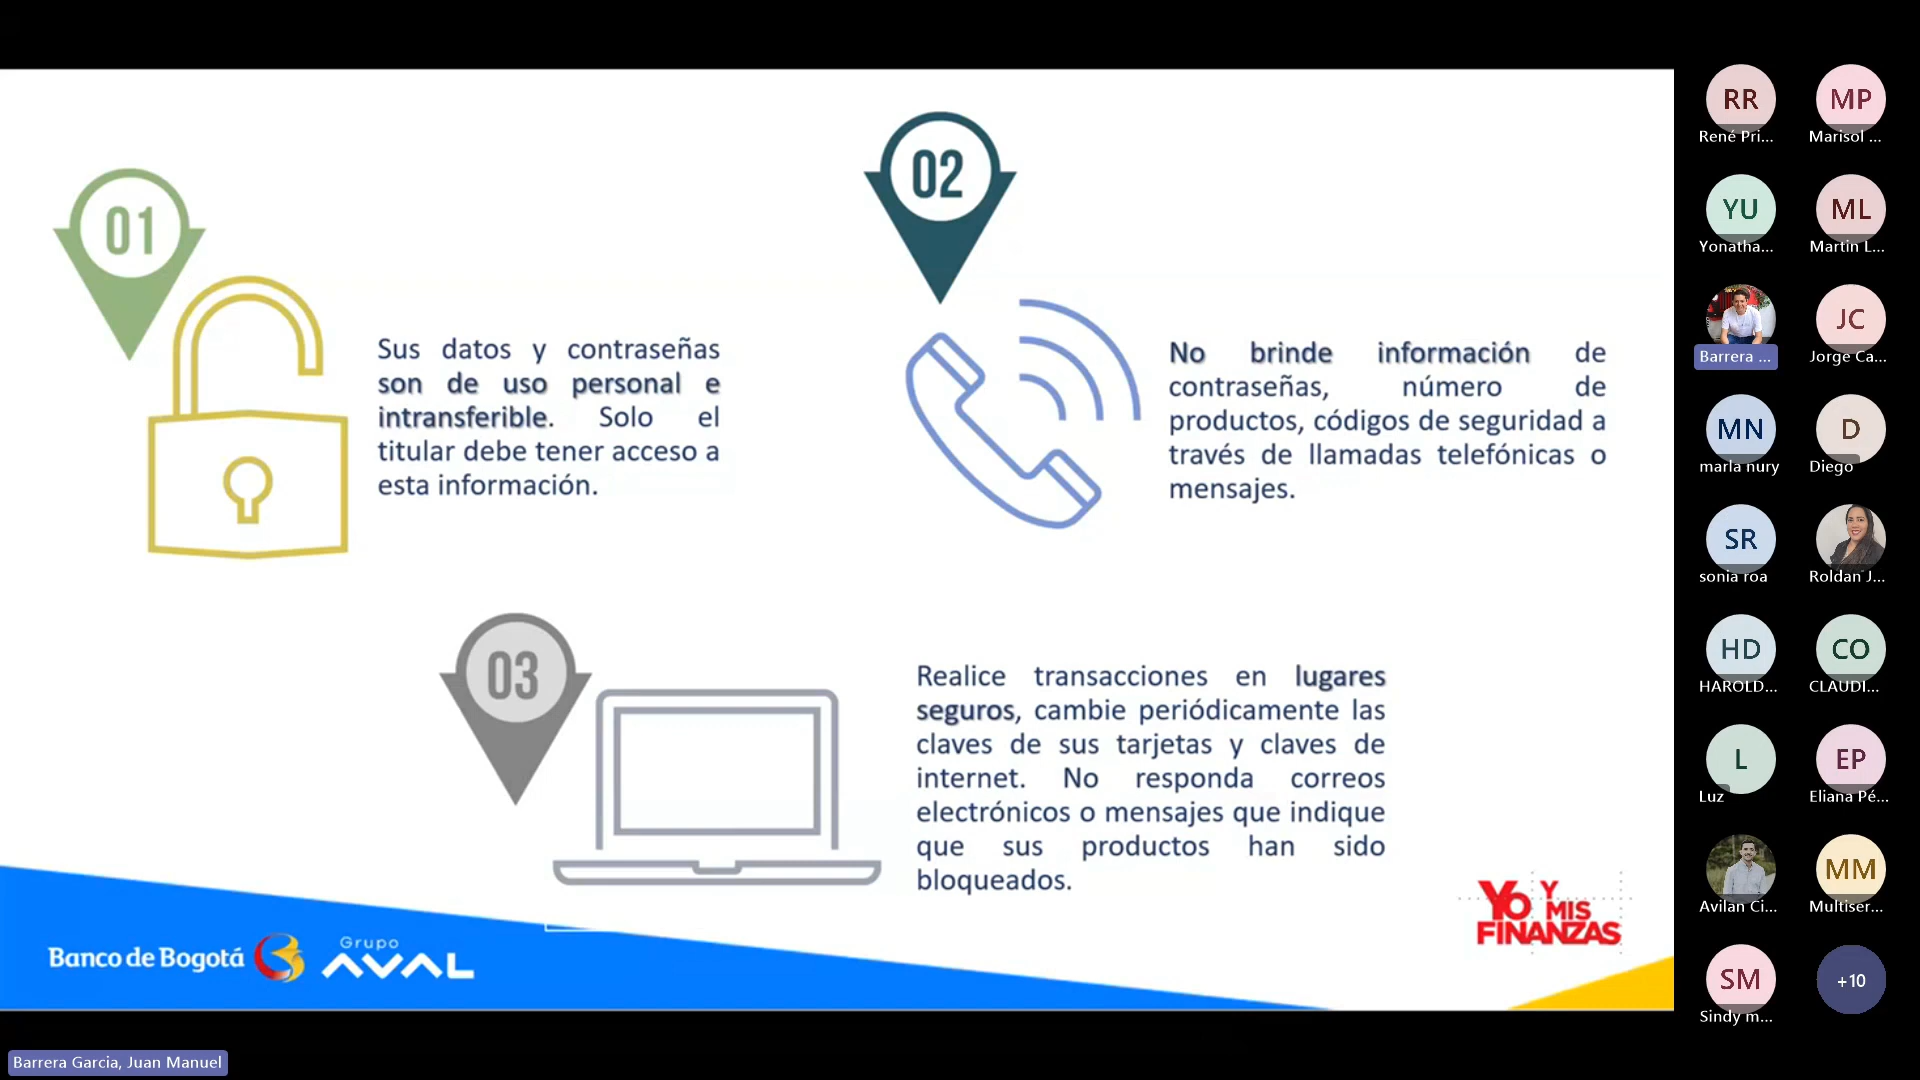 01
Sus datos y contraseñas
son de uso personal e
intransferible. Solo el
titular debe tener acceso a
esta información.
02
No brinde información de
contraseñas, número de
productos, códigos de seguridad a
través de llamadas telefónicas o
mensajes.
03
Realice transacciones en lugares
seguros, cambie periódicamente las
claves de sus tarjetas y claves de
internet. No responda correos
electrónicos o mensajes que indique
que sus productos han sido
bloqueados.
Banco de Bogotá
Grupo
AVAL
Yo Y
MIS
FINANZAS
Barrera Garcia, Juan Manuel
RR
René Pri...
MP
Marisol ...
YU
Yonatha...
ML
Martin L...
Barrera ...
JC
Jorge Ca...
MN
marla nury
D
Diego
SR
sonia roa
Roldan J...
HD
HAROLD...
CO
CLAUDI...
L
Luz
EP
Eliana Pé...
Avilan Ci...
MM
Multiser...
SM
Sindy m...
+10